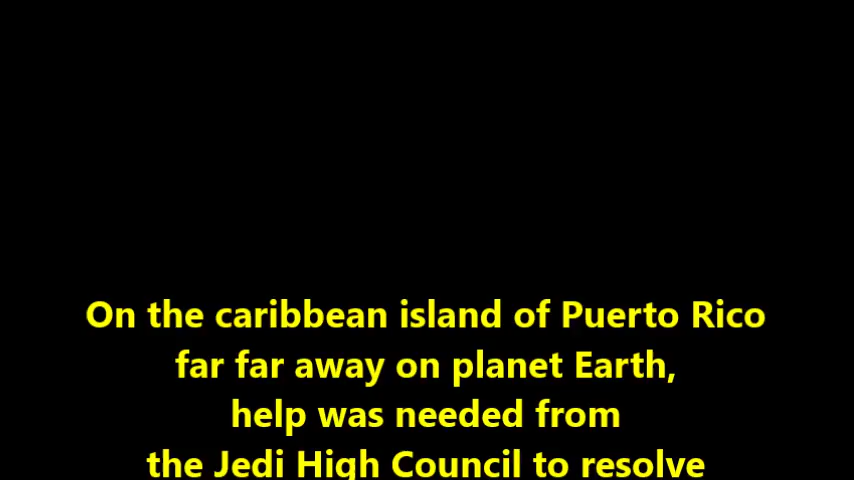 On the caribbean island of Puerto Rico
far far away on planet Earth,
help was needed from
the Jedi High Council to resolve